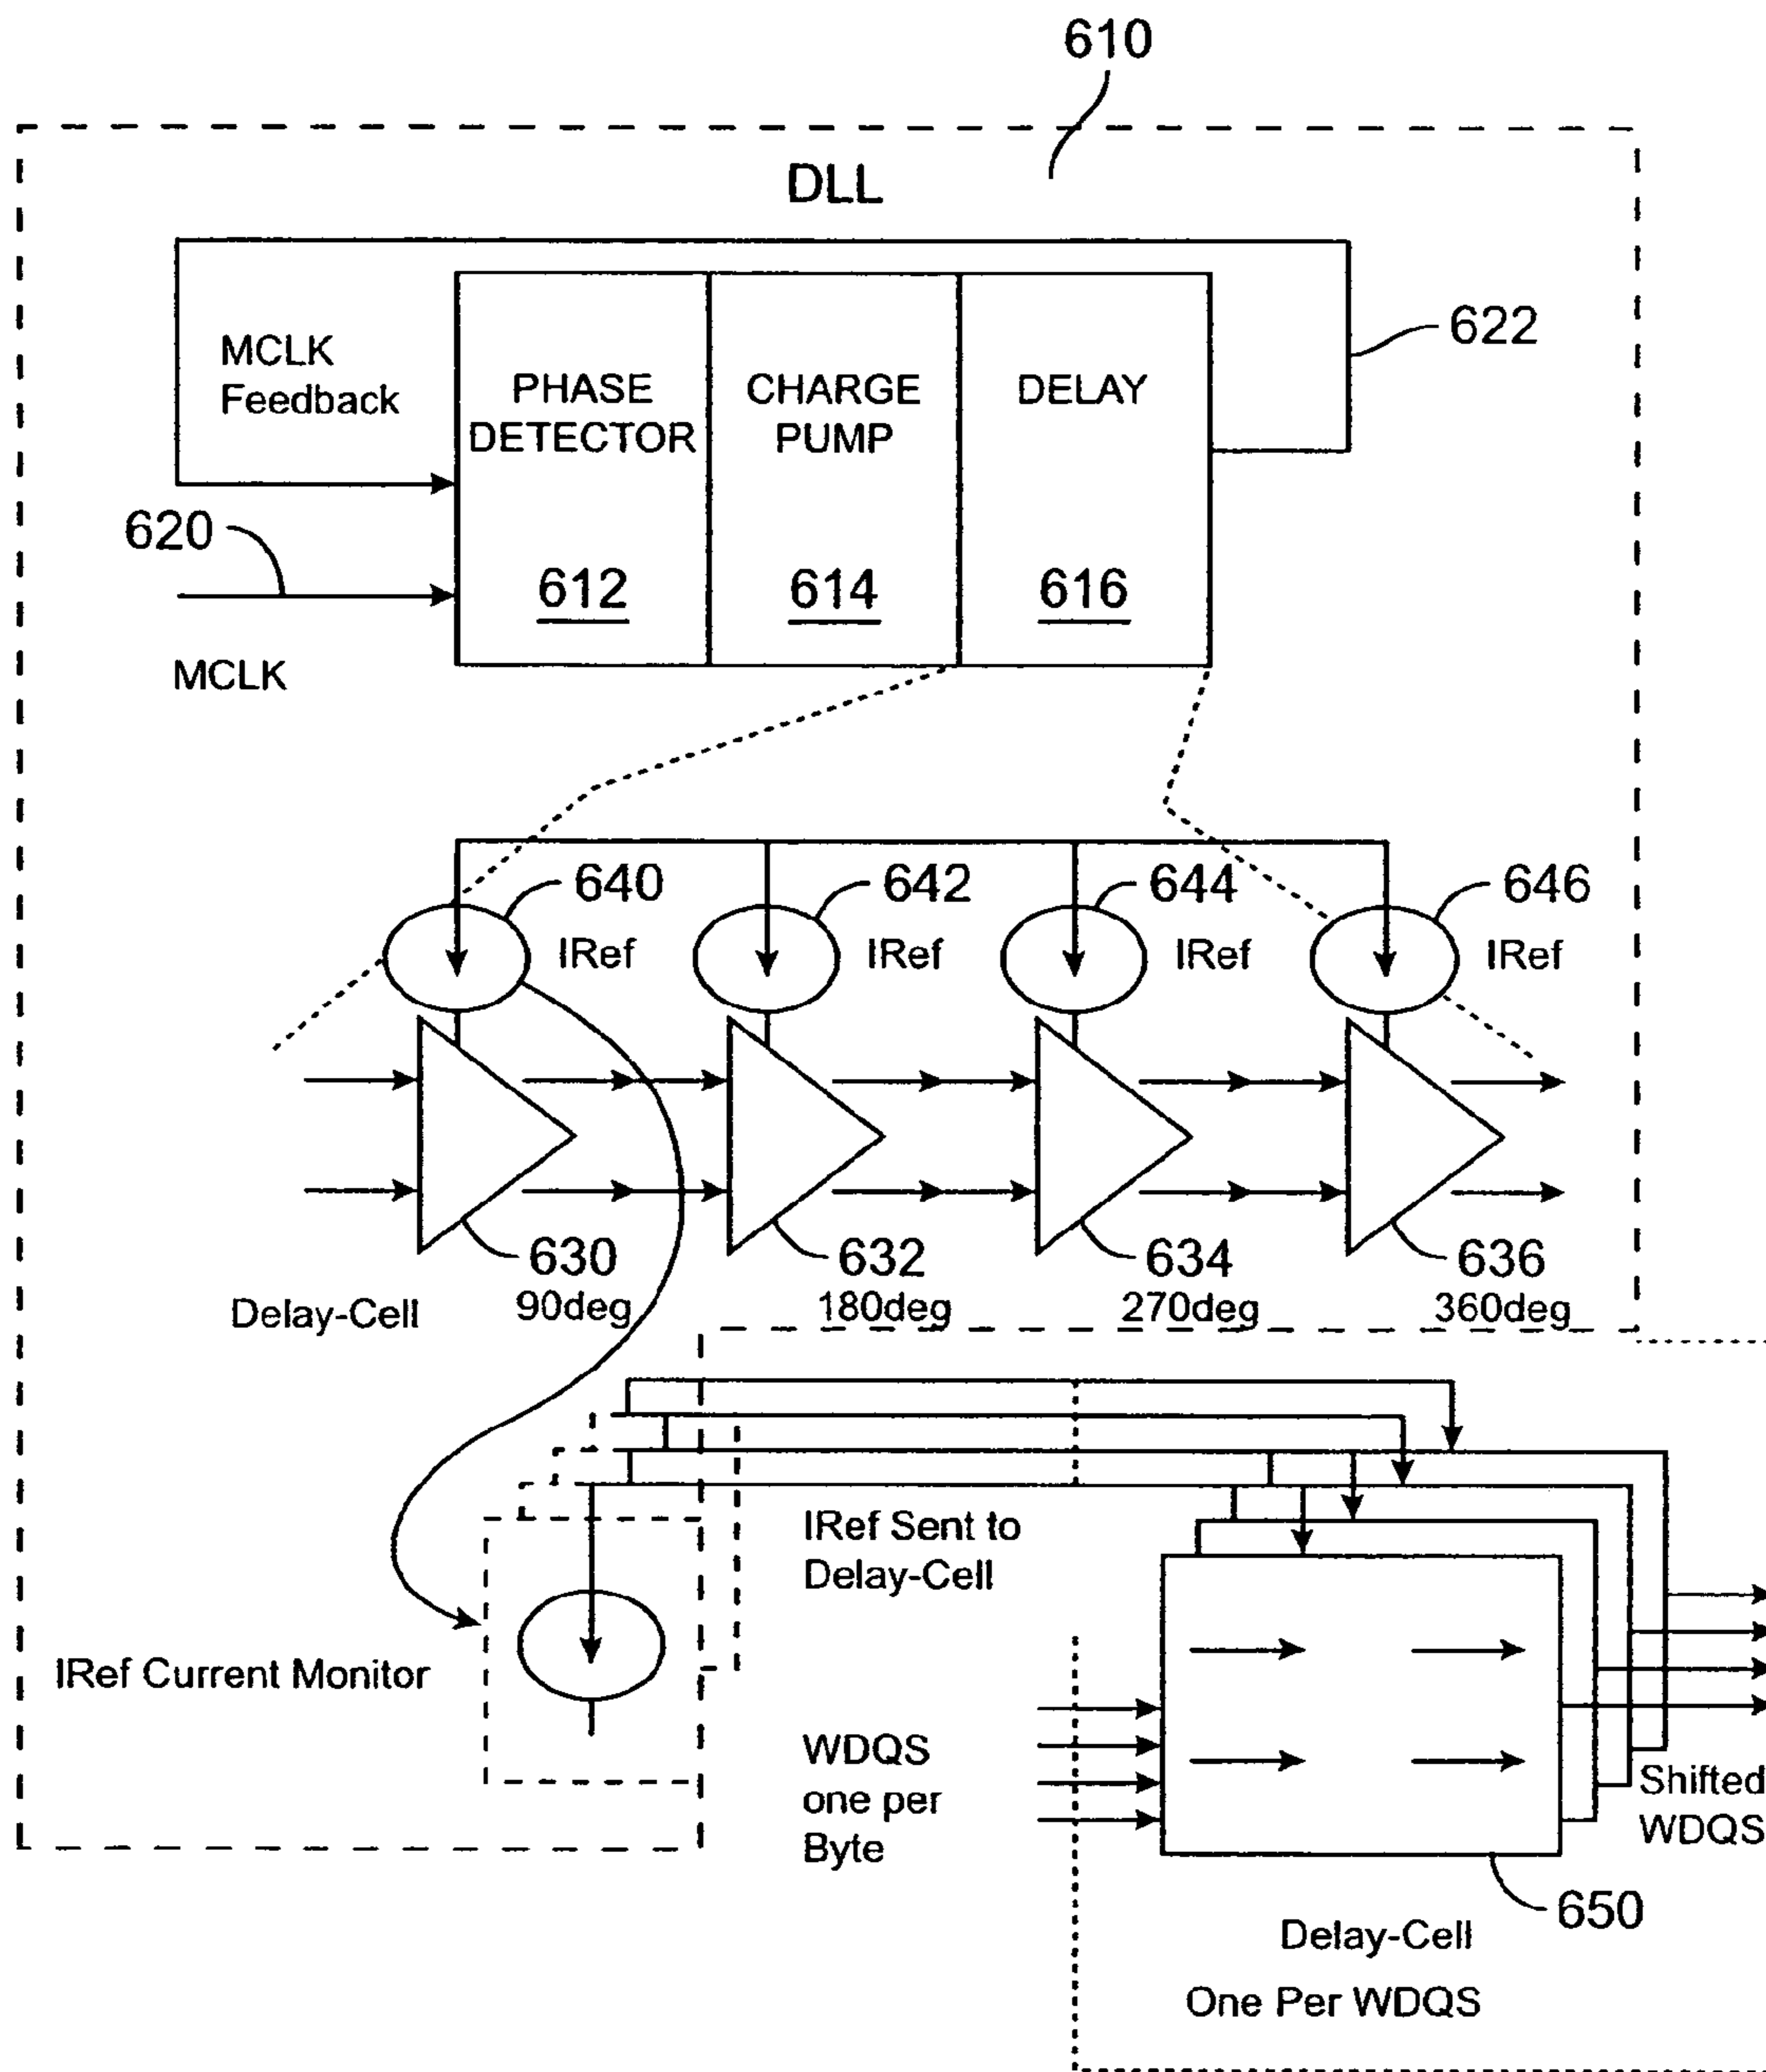 610
DLL
MCLK
Feedback
622
PHASE
DETECTOR
CHARGE
PUMP
DELAY
620
612
614
616
MCLK
640
642
644
646
IRef
IRef
IRef
IRef
630
632
634
636
Delay-Cell
90deg
180deg
270deg
360deg
IRef Sent to
Delay-Cell
IRef Current Monitor
WDQS
one per
Byte
Shifted
WDQS
650
Delay-Cell
One Per WDQS